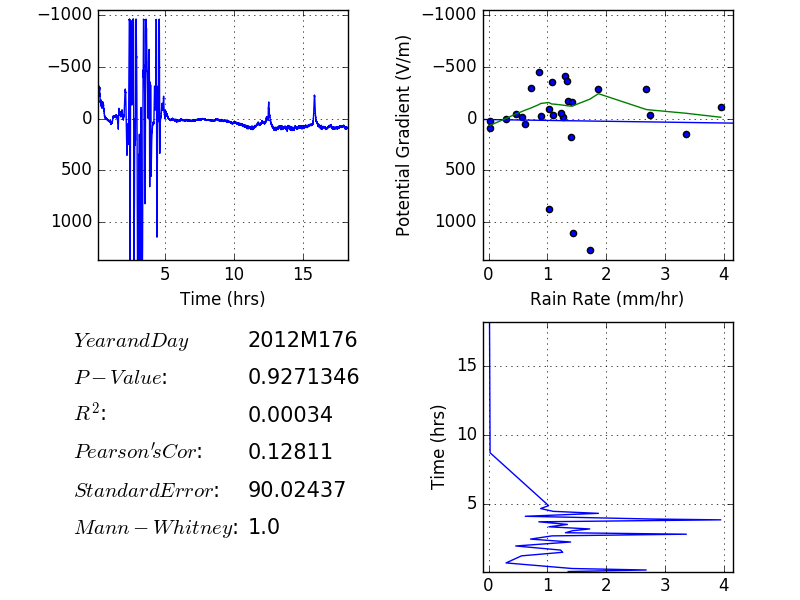 −1000
−500
0
500
1000
5
10
15
Time (hrs)
Potential Gradient (V/m)
−1000
−500
0
500
1000
0
1
2
3
4
Rain Rate (mm/hr)
YearandDay 2012M176
P−Value: 0.9271346
R²: 0.00034
Pearson'sCor: 0.12811
StandardError: 90.02437
Mann−Whitney: 1.0
Time (hrs)
15
10
5
0
1
2
3
4